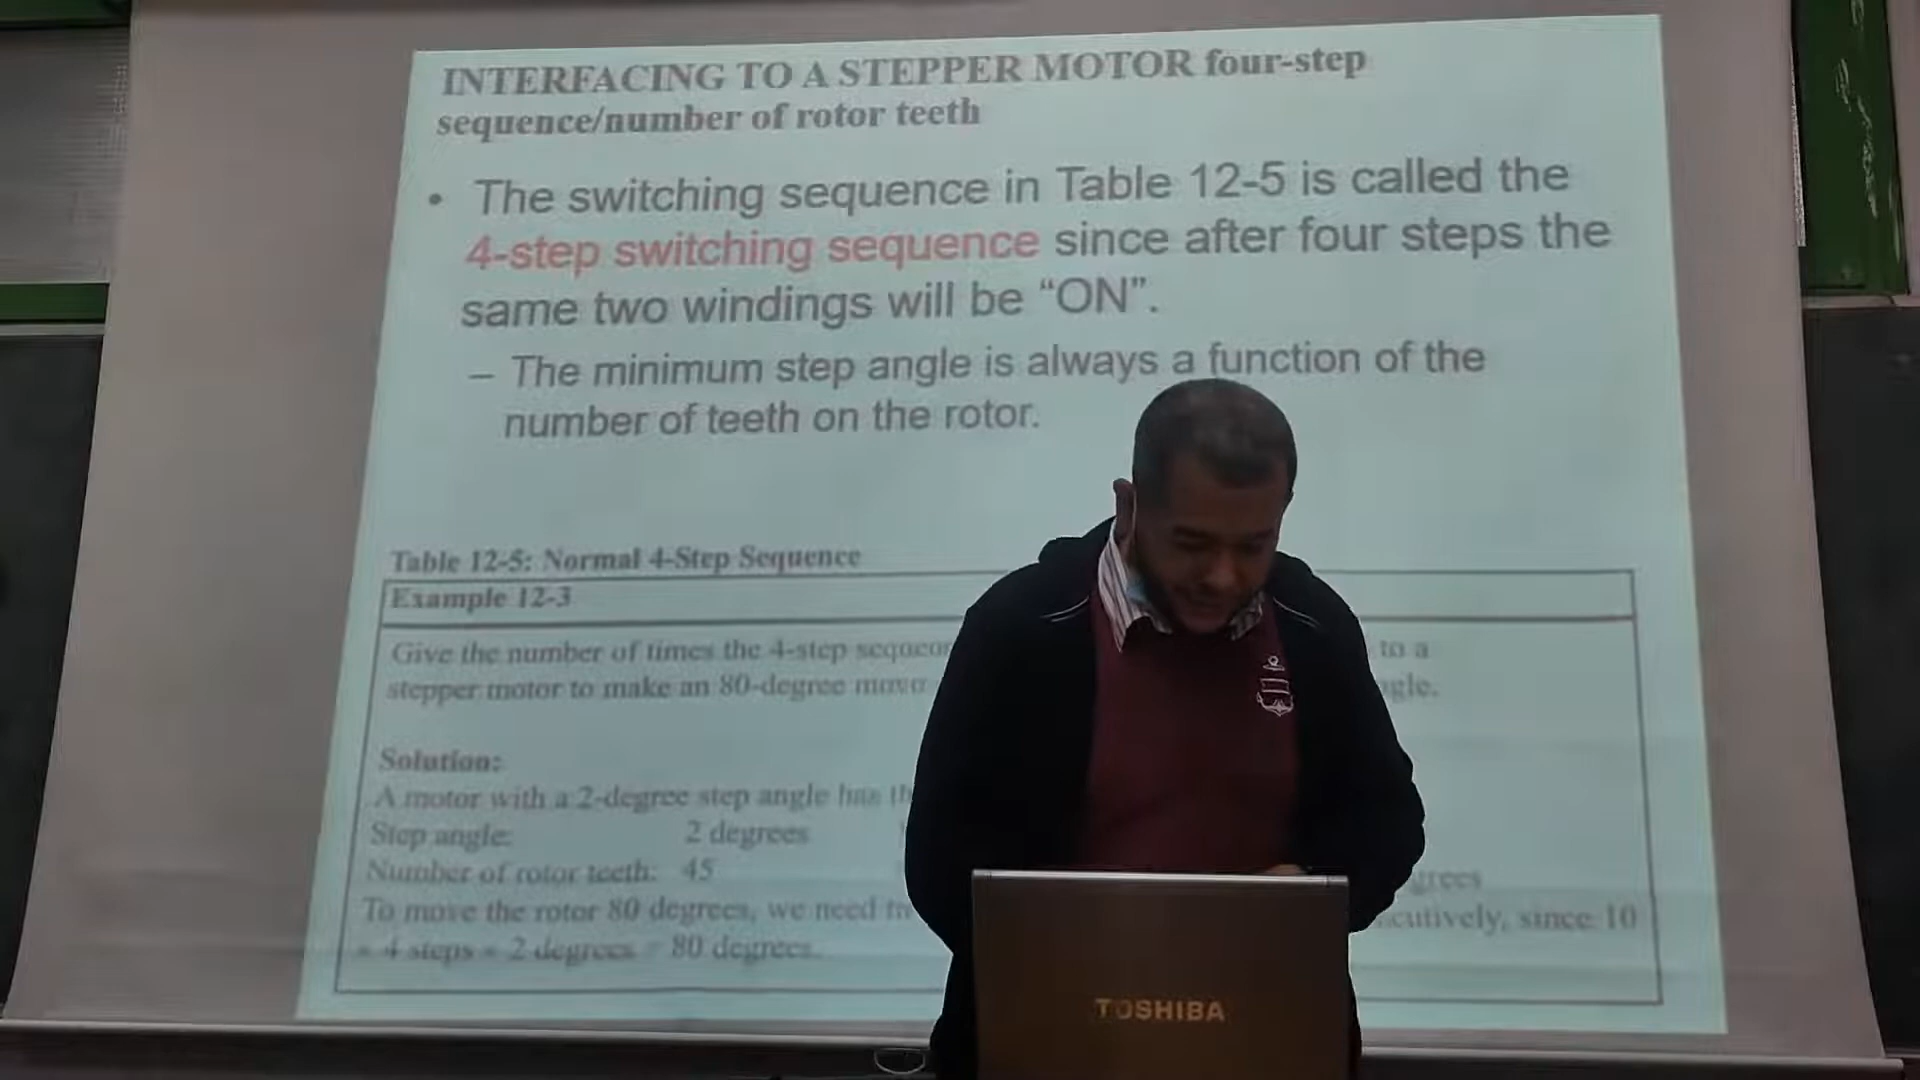 INTERFACING TO A STEPPER MOTOR four-step
sequence/number of rotor teeth
• The switching sequence in Table 12-5 is called the
4-step switching sequence since after four steps the
same two windings will be “ON”.
– The minimum step angle is always a function of the
number of teeth on the rotor.
Table 12-5: Normal 4-Step Sequence
Example 12-3
Give the number of times the 4-step to a
stepper motor to make an 80-degree
Solution:
A motor with a 2-degree step angle has
Step angle: 2 degrees
Number of rotor teeth: 45
To move the rotor 80 degrees, we need since 10
4 steps × 2 degrees = 80 degrees.
TOSHIBA